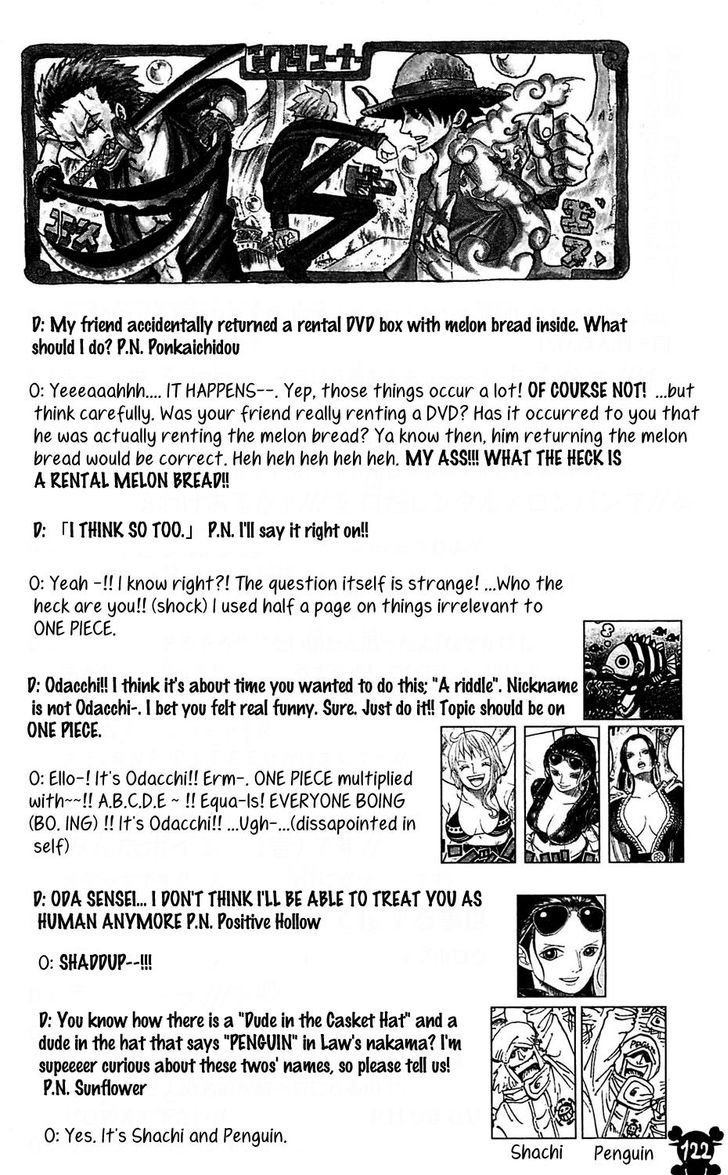 D: My friend accidentally returned a rental DVD box with melon bread inside. What
should I do? P.N. Ponkaichidou
O: Yeeeaaahhh.... IT HAPPENS--. Yep, those things occur a lot! OF COURSE NOT! ...but
think carefully. Was your friend really renting a DVD? Has it occurred to you that
he was actually renting the melon bread? Ya know then, him returning the melon
bread would be correct. Heh heh heh heh heh. MY ASS!!! WHAT THE HECK IS
A RENTAL MELON BREAD!!
D: 「I THINK SO TOO.」 P.N. I'll say it right on!!
O: Yeah -!! I know right?! The question itself is strange! ...Who the
heck are you!! (shock) I used half a page on things irrelevant to
ONE PIECE.
D: Odacchi!! I think it's about time you wanted to do this; "A riddle". Nickname
is not Odacchi-. I bet you felt real funny. Sure. Just do it!! Topic should be on
ONE PIECE.
O: Ello-! It's Odacchi!! Erm-. ONE PIECE multiplied
with~~!! A.B.C.D.E ~ !! Equa-ls! EVERYONE BOING
(BO. ING) !! It's Odacchi!! ...Ugh-...(dissapointed in
self)
D: ODA SENSEI... I DON'T THINK I'LL BE ABLE TO TREAT YOU AS
HUMAN ANYMORE P.N. Positive Hollow
O: SHADDUP--!!!
D: You know how there is a "Dude in the Casket Hat" and a
dude in the hat that says "PENGUIN" in Law's nakama? I'm
supeeeer curious about these twos' names, so please tell us!
P.N. Sunflower
O: Yes. It's Shachi and Penguin.
Shachi Penguin
122